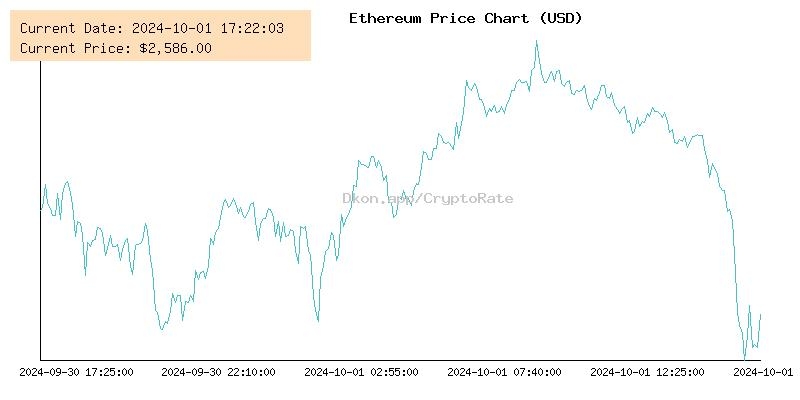 Ethereum Price Chart (USD)
Current Date: 2024-10-01 17:22:03
Current Price: $2,586.00
Dkon.app/CryptoRate
2024-09-30 17:25:00 2024-09-30 22:10:00 2024-10-01 02:55:00 2024-10-01 07:40:00 2024-10-01 12:25:00 2024-10-01